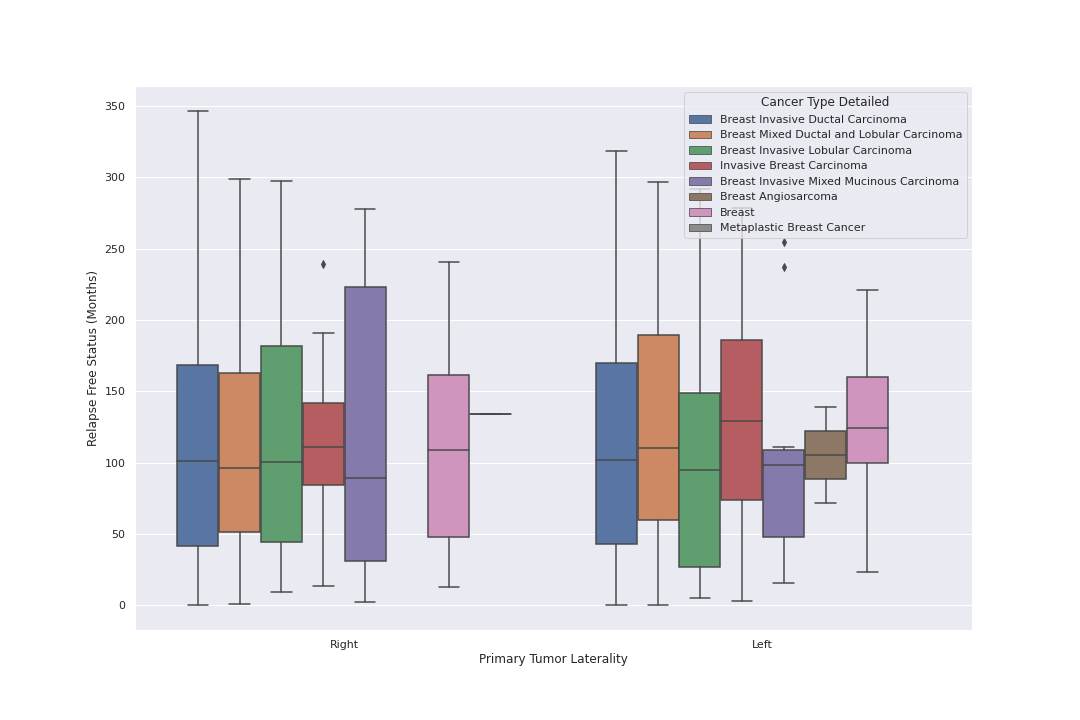 Cancer Type Detailed
Breast Invasive Ductal Carcinoma
Breast Mixed Ductal and Lobular Carcinoma
Breast Invasive Lobular Carcinoma
Invasive Breast Carcinoma
Breast Invasive Mixed Mucinous Carcinoma
Breast Angiosarcoma
Breast
Metaplastic Breast Cancer
Relapse Free Status (Months)
350
300
250
200
150
100
50
0
Right
Left
Primary Tumor Laterality